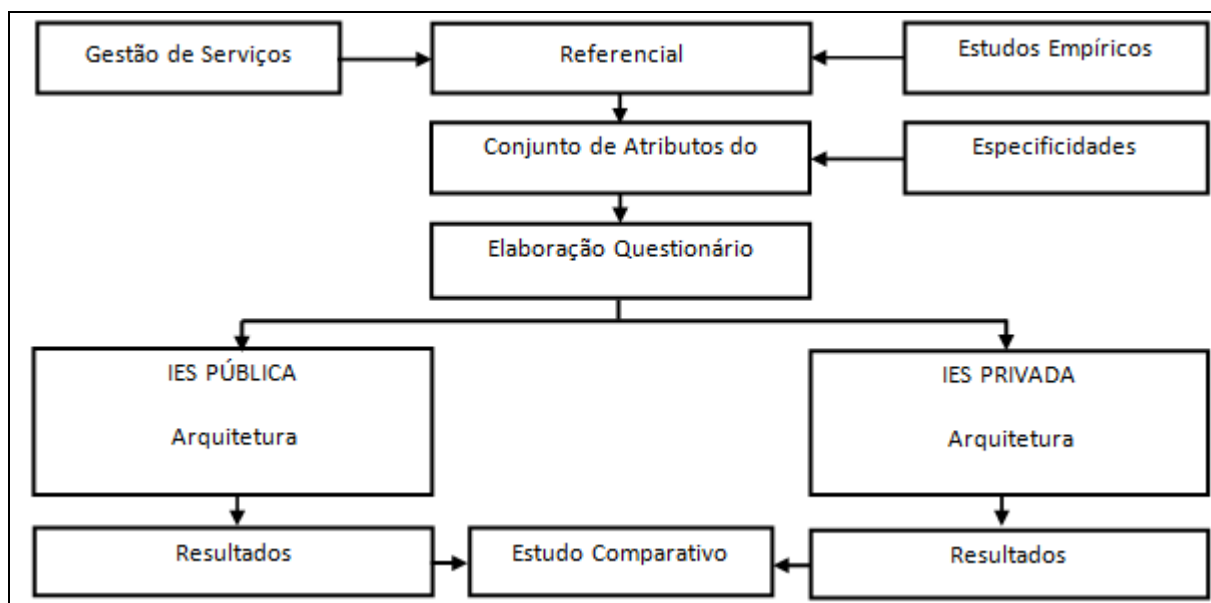 Gestão de Serviços
Referencial
Estudos Empíricos
Conjunto de Atributos do
Especificidades
Elaboração Questionário
IES PÚBLICA
Arquitetura
IES PRIVADA
Arquitetura
Resultados
Estudo Comparativo
Resultados